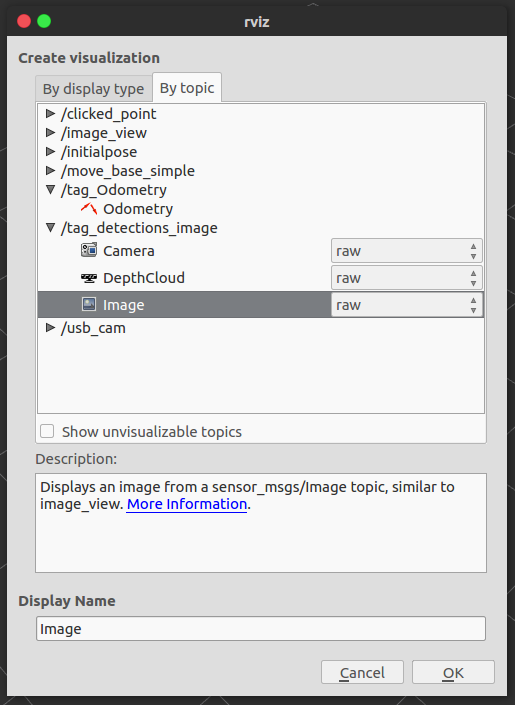 rviz
Create visualization
By display type By topic
/clicked_point
/image_view
/initialpose
/move_base_simple
/tag_Odometry
Odometry
/tag_detections_image
Camera raw
DepthCloud raw
Image raw
/usb_cam
Show unvisualizable topics
Description:
Displays an image from a sensor_msgs/Image topic, similar to
image_view. More Information.
Display Name
Image
Cancel OK